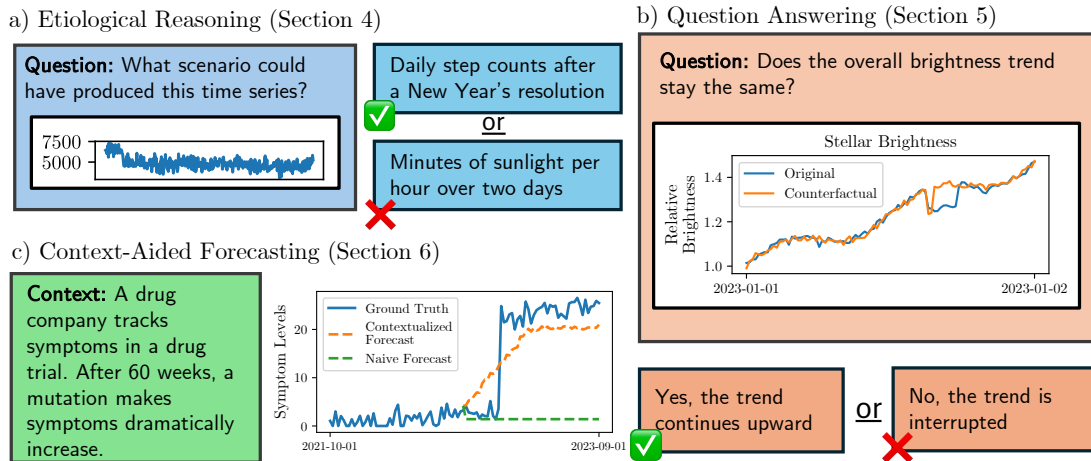 a) Etiological Reasoning (Section 4)
Question: What scenario could
have produced this time series?
7500
5000
Daily step counts after
a New Year's resolution
or
Minutes of sunlight per
hour over two days
b) Question Answering (Section 5)
Question: Does the overall brightness trend
stay the same?
Stellar Brightness
Relative
Brightness
1.4
1.2
1.0
Original
Counterfactual
2023-01-01
2023-01-02
Yes, the trend
continues upward
or
No, the trend is
interrupted
c) Context-Aided Forecasting (Section 6)
Context: A drug
company tracks
symptoms in a drug
trial. After 60 weeks, a
mutation makes
symptoms dramatically
increase.
Symptom Levels
20
10
0
Ground Truth
Contextualized
Forecast
Naive Forecast
2021-10-01
2023-09-01